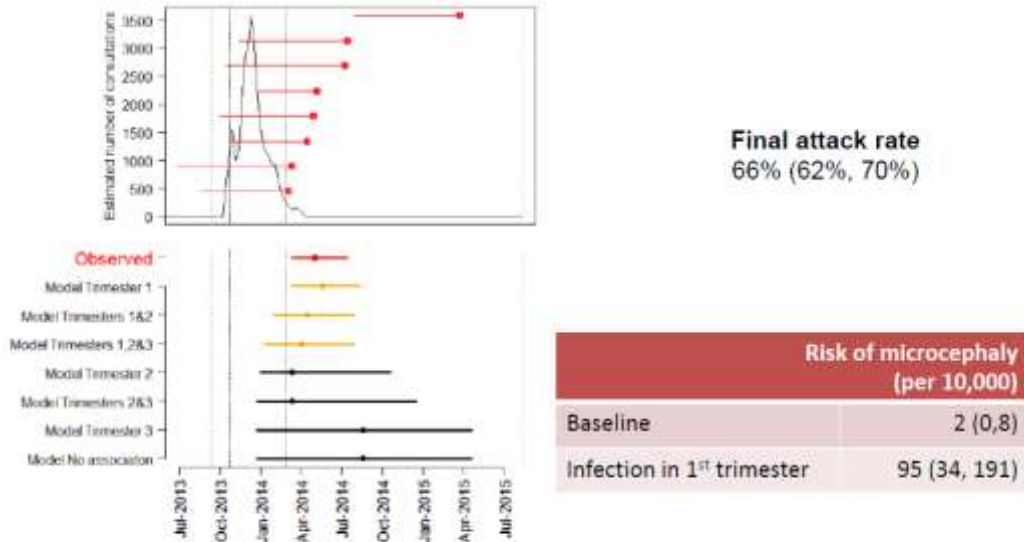 Estimated number of consultations
3500
3000
2500
2000
1500
1000
500
0
Final attack rate
66% (62%, 70%)
Observed
Model Trimester 1
Model Trimesters 1&2
Model Trimesters 1,2&3
Model Trimester 2
Model Trimesters 2&3
Model Trimester 3
Model No associaton
Jul-2013
Oct-2013
Jan-2014
Apr-2014
Jul-2014
Oct-2014
Jan-2015
Apr-2015
Jul-2015
Risk of microcephaly
(per 10,000)
Baseline 2 (0,8)
Infection in 1st trimester 95 (34, 191)